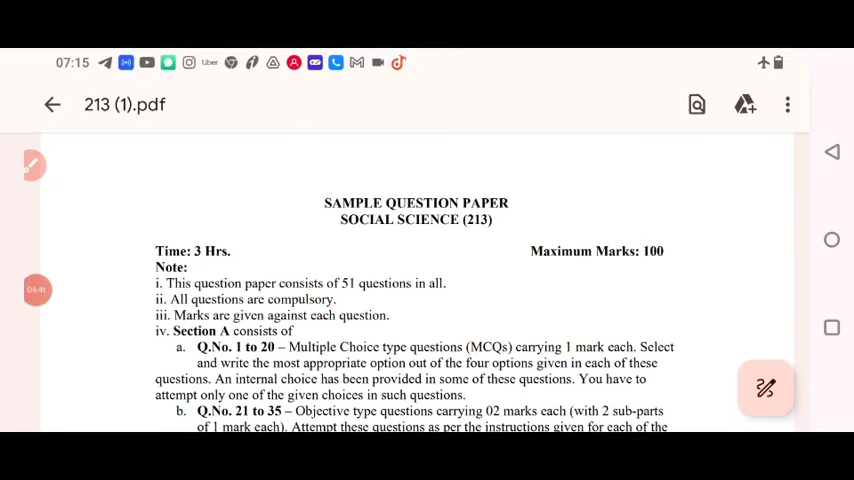 07:15
Uber
213 (1).pdf
SAMPLE QUESTION PAPER
SOCIAL SCIENCE (213)
Time: 3 Hrs. Maximum Marks: 100
Note:
i. This question paper consists of 51 questions in all.
ii. All questions are compulsory.
iii. Marks are given against each question.
04:41
iv. Section A consists of
a. Q.No. 1 to 20 – Multiple Choice type questions (MCQs) carrying 1 mark each. Select
and write the most appropriate option out of the four options given in each of these
questions. An internal choice has been provided in some of these questions. You have to
attempt only one of the given choices in such questions.
b. Q.No. 21 to 35 – Objective type questions carrying 02 marks each (with 2 sub-parts
of 1 mark each). Attempt these questions as per the instructions given for each of the